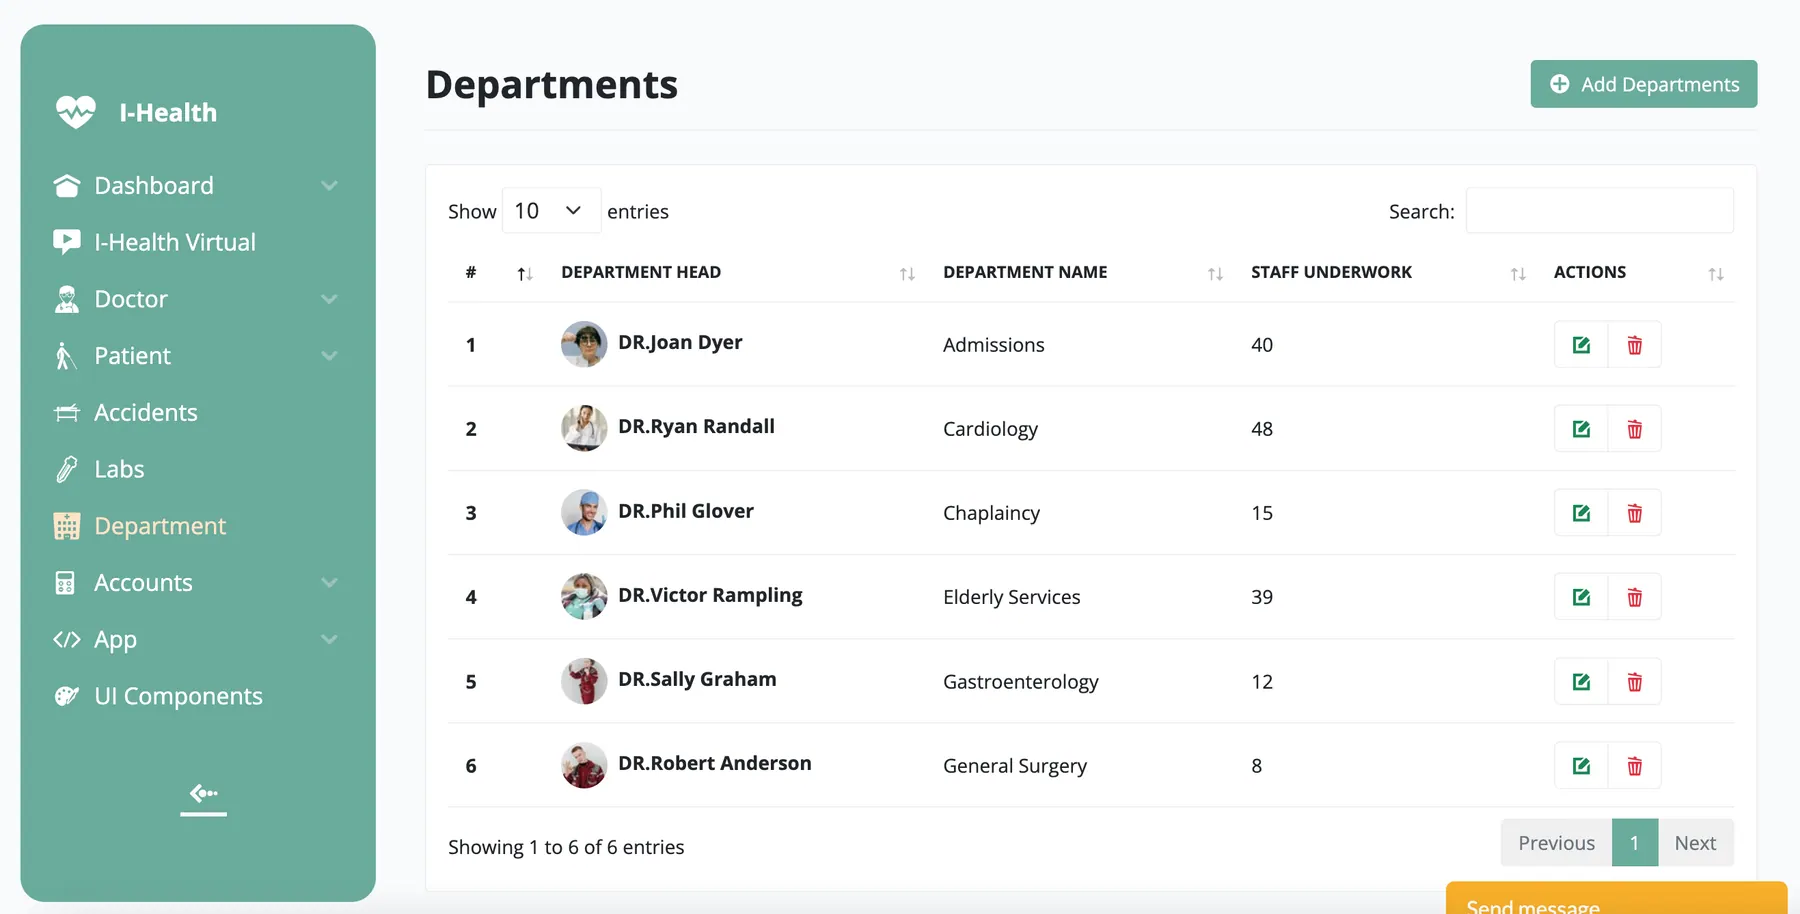 I-Health
Dashboard
I-Health Virtual
Doctor
Patient
Accidents
Labs
Department
Accounts
App
UI Components
Departments
Add Departments
Show 10 entries
Search:
# DEPARTMENT HEAD DEPARTMENT NAME STAFF UNDERWORK ACTIONS
1 DR.Joan Dyer Admissions 40
2 DR.Ryan Randall Cardiology 48
3 DR.Phil Glover Chaplaincy 15
4 DR.Victor Rampling Elderly Services 39
5 DR.Sally Graham Gastroenterology 12
6 DR.Robert Anderson General Surgery 8
Showing 1 to 6 of 6 entries
Previous 1 Next
Send message